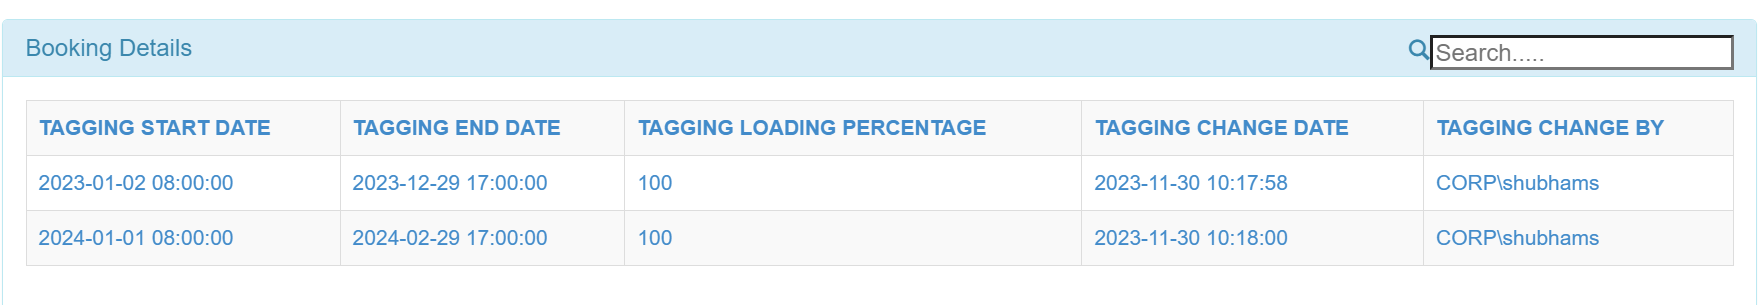 Booking Details
Search.....
TAGGING START DATE TAGGING END DATE TAGGING LOADING PERCENTAGE TAGGING CHANGE DATE TAGGING CHANGE BY
2023-01-02 08:00:00 2023-12-29 17:00:00 100 2023-11-30 10:17:58 CORP\shubhams
2024-01-01 08:00:00 2024-02-29 17:00:00 100 2023-11-30 10:18:00 CORP\shubhams